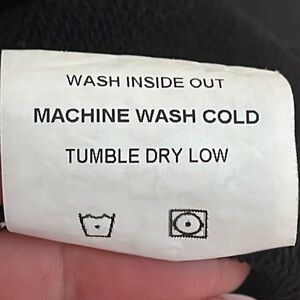 WASH INSIDE OUT
MACHINE WASH COLD
TUMBLE DRY LOW